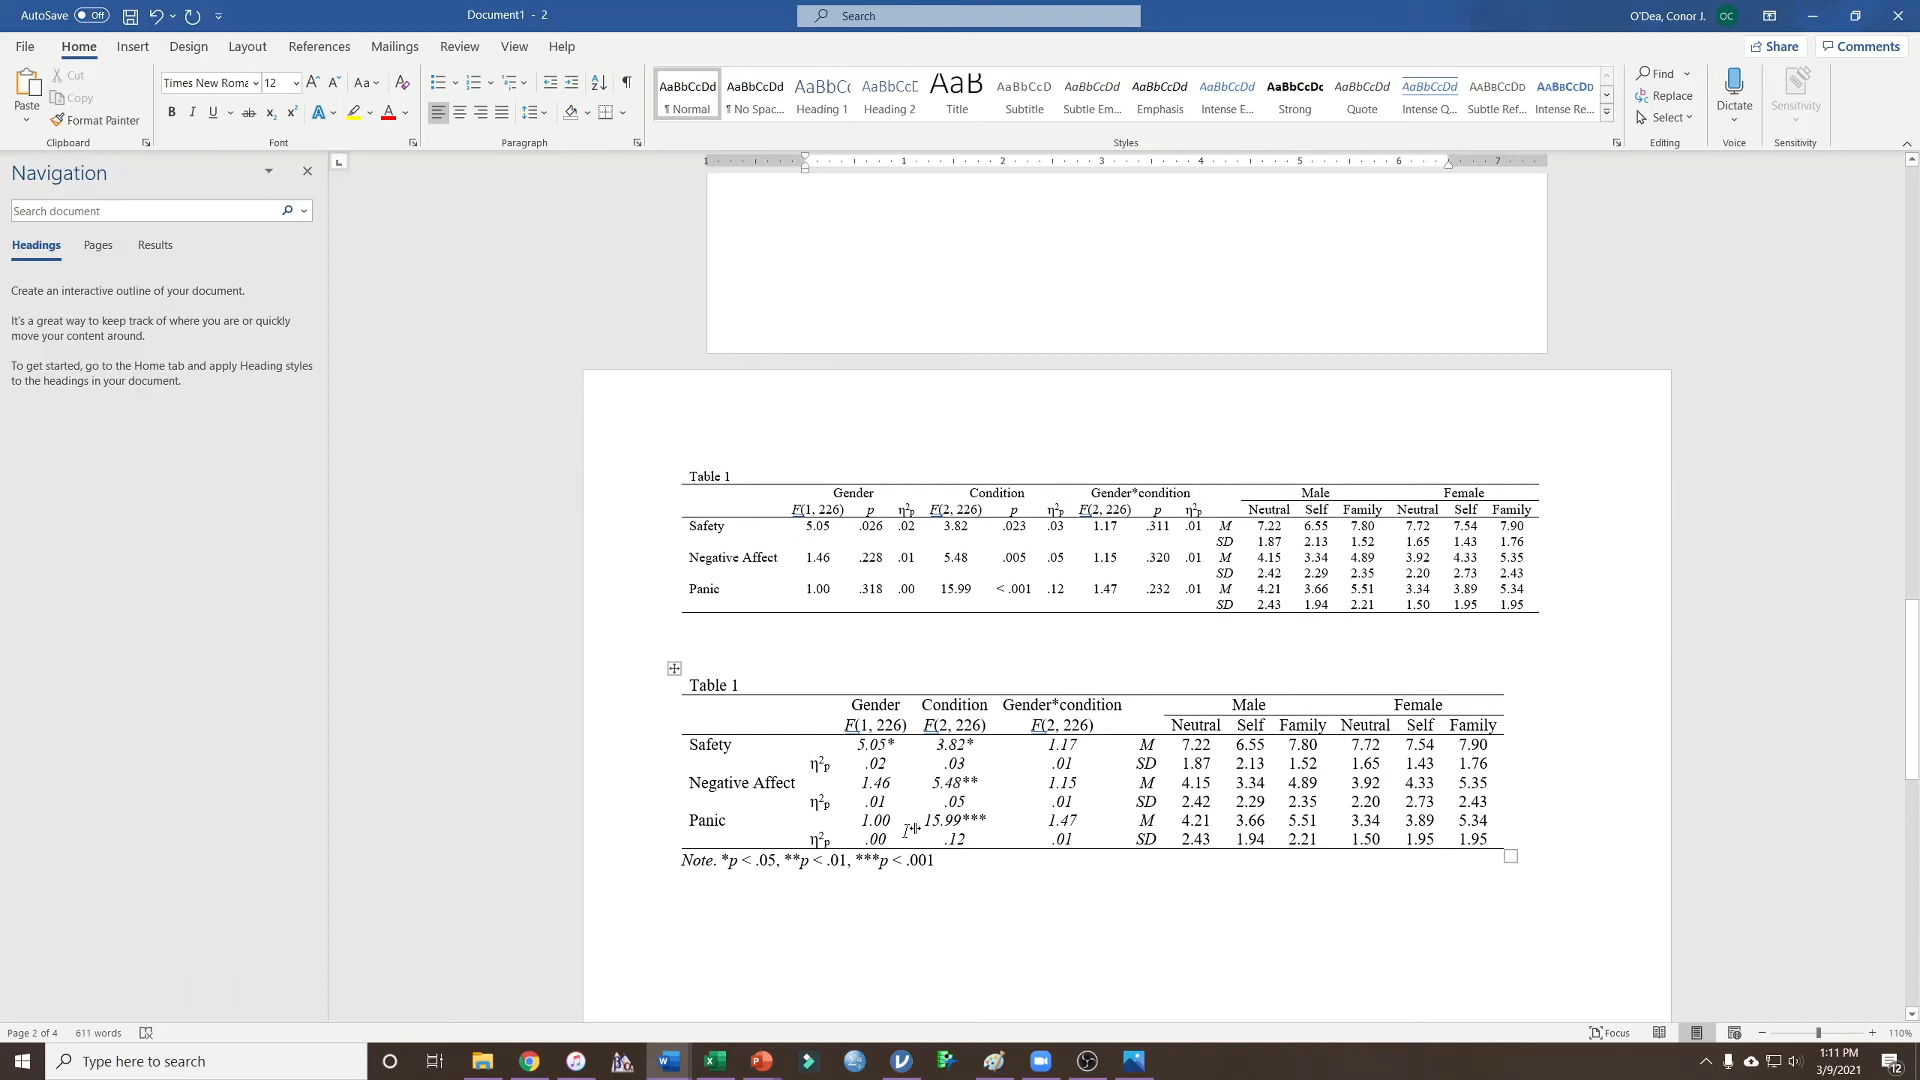 AutoSave Off Document1 - 2 Search O'Dea, Conor J. OC
File Home Insert Design Layout References Mailings Review View Help Share Comments
Paste Cut Copy Format Painter
Times New Roma 12 Aa
B I U ab x₂ x² A A
AaBbCcDd AaBbCcDd AaBbCc AaBbCcC AaB AaBbCcD AaBbCcDd AaBbCcDd AaBbCcDd AaBbCcDc AaBbCcDd AaBbCcDd AaBbCcDd AaBbCcDd
¶ Normal ¶ No Spac... Heading 1 Heading 2 Title Subtitle Subtle Em... Emphasis Intense E... Strong Quote Intense Q... Subtle Ref... Intense Re...
Find Replace Select Dictate Sensitivity
Clipboard Font Paragraph Styles Editing Voice Sensitivity
1 1 2 3 4 5 6 7
Navigation
Search document
Headings Pages Results
Create an interactive outline of your document.
It's a great way to keep track of where you are or quickly
move your content around.
To get started, go to the Home tab and apply Heading styles
to the headings in your document.
Table 1
Gender Condition Gender*condition Male Female
F(1, 226) p η²p F(2, 226) p η²p F(2, 226) p η²p Neutral Self Family Neutral Self Family
Safety 5.05 .026 .02 3.82 .023 .03 1.17 .311 .01 M 7.22 6.55 7.80 7.72 7.54 7.90
SD 1.87 2.13 1.52 1.65 1.43 1.76
Negative Affect 1.46 .228 .01 5.48 .005 .05 1.15 .320 .01 M 4.15 3.34 4.89 3.92 4.33 5.35
SD 2.42 2.29 2.35 2.20 2.73 2.43
Panic 1.00 .318 .00 15.99 < .001 .12 1.47 .232 .01 M 4.21 3.66 5.51 3.34 3.89 5.34
SD 2.43 1.94 2.21 1.50 1.95 1.95
Table 1
Gender Condition Gender*condition Male Female
F(1, 226) F(2, 226) F(2, 226) Neutral Self Family Neutral Self Family
Safety 5.05* 3.82* 1.17 M 7.22 6.55 7.80 7.72 7.54 7.90
η²p .02 .03 .01 SD 1.87 2.13 1.52 1.65 1.43 1.76
Negative Affect 1.46 5.48** 1.15 M 4.15 3.34 4.89 3.92 4.33 5.35
η²p .01 .05 .01 SD 2.42 2.29 2.35 2.20 2.73 2.43
Panic 1.00 15.99*** 1.47 M 4.21 3.66 5.51 3.34 3.89 5.34
η²p .00 .12 .01 SD 2.43 1.94 2.21 1.50 1.95 1.95
Note. *p < .05, **p < .01, ***p < .001
Page 2 of 4 611 words Focus 110%
Type here to search 1:11 PM
3/9/2021 12